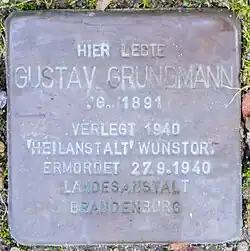 HIER LEBTE
GUSTAV GRUNDMANN
JG. 1891
VERLEGT 1940
'HEILANSTALT' WUNSTORF
ERMORDET 27.9.1940
LANDESANSTALT
BRANDENBURG